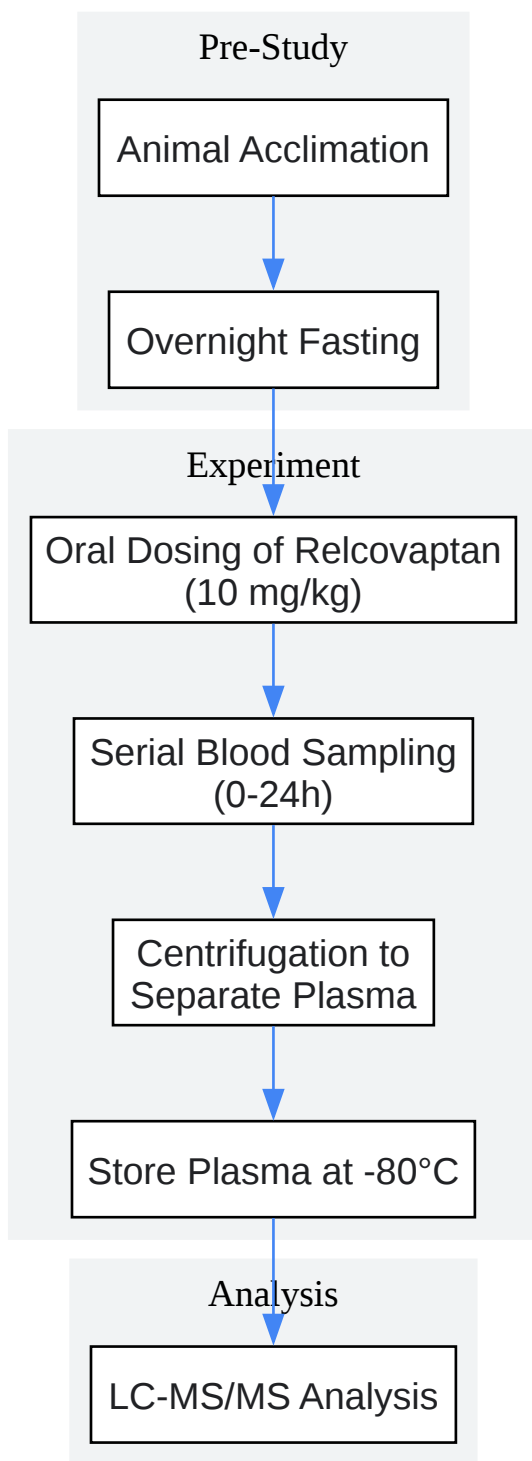 Pre-Study
Animal Acclimation
Overnight Fasting
Experiment
Oral Dosing of Relcovaptan
(10 mg/kg)
Serial Blood Sampling
(0-24h)
Centrifugation to
Separate Plasma
Store Plasma at -80°C
Analysis
LC-MS/MS Analysis